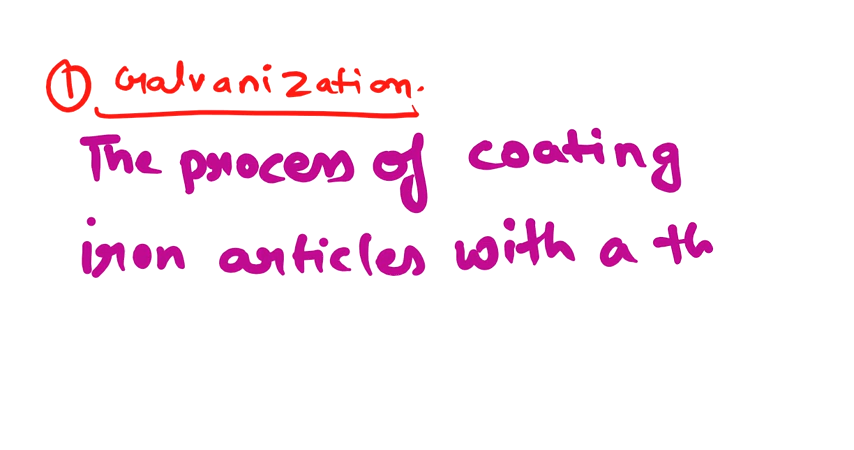 ① Galvanization.
The process of coating
iron articles with a th